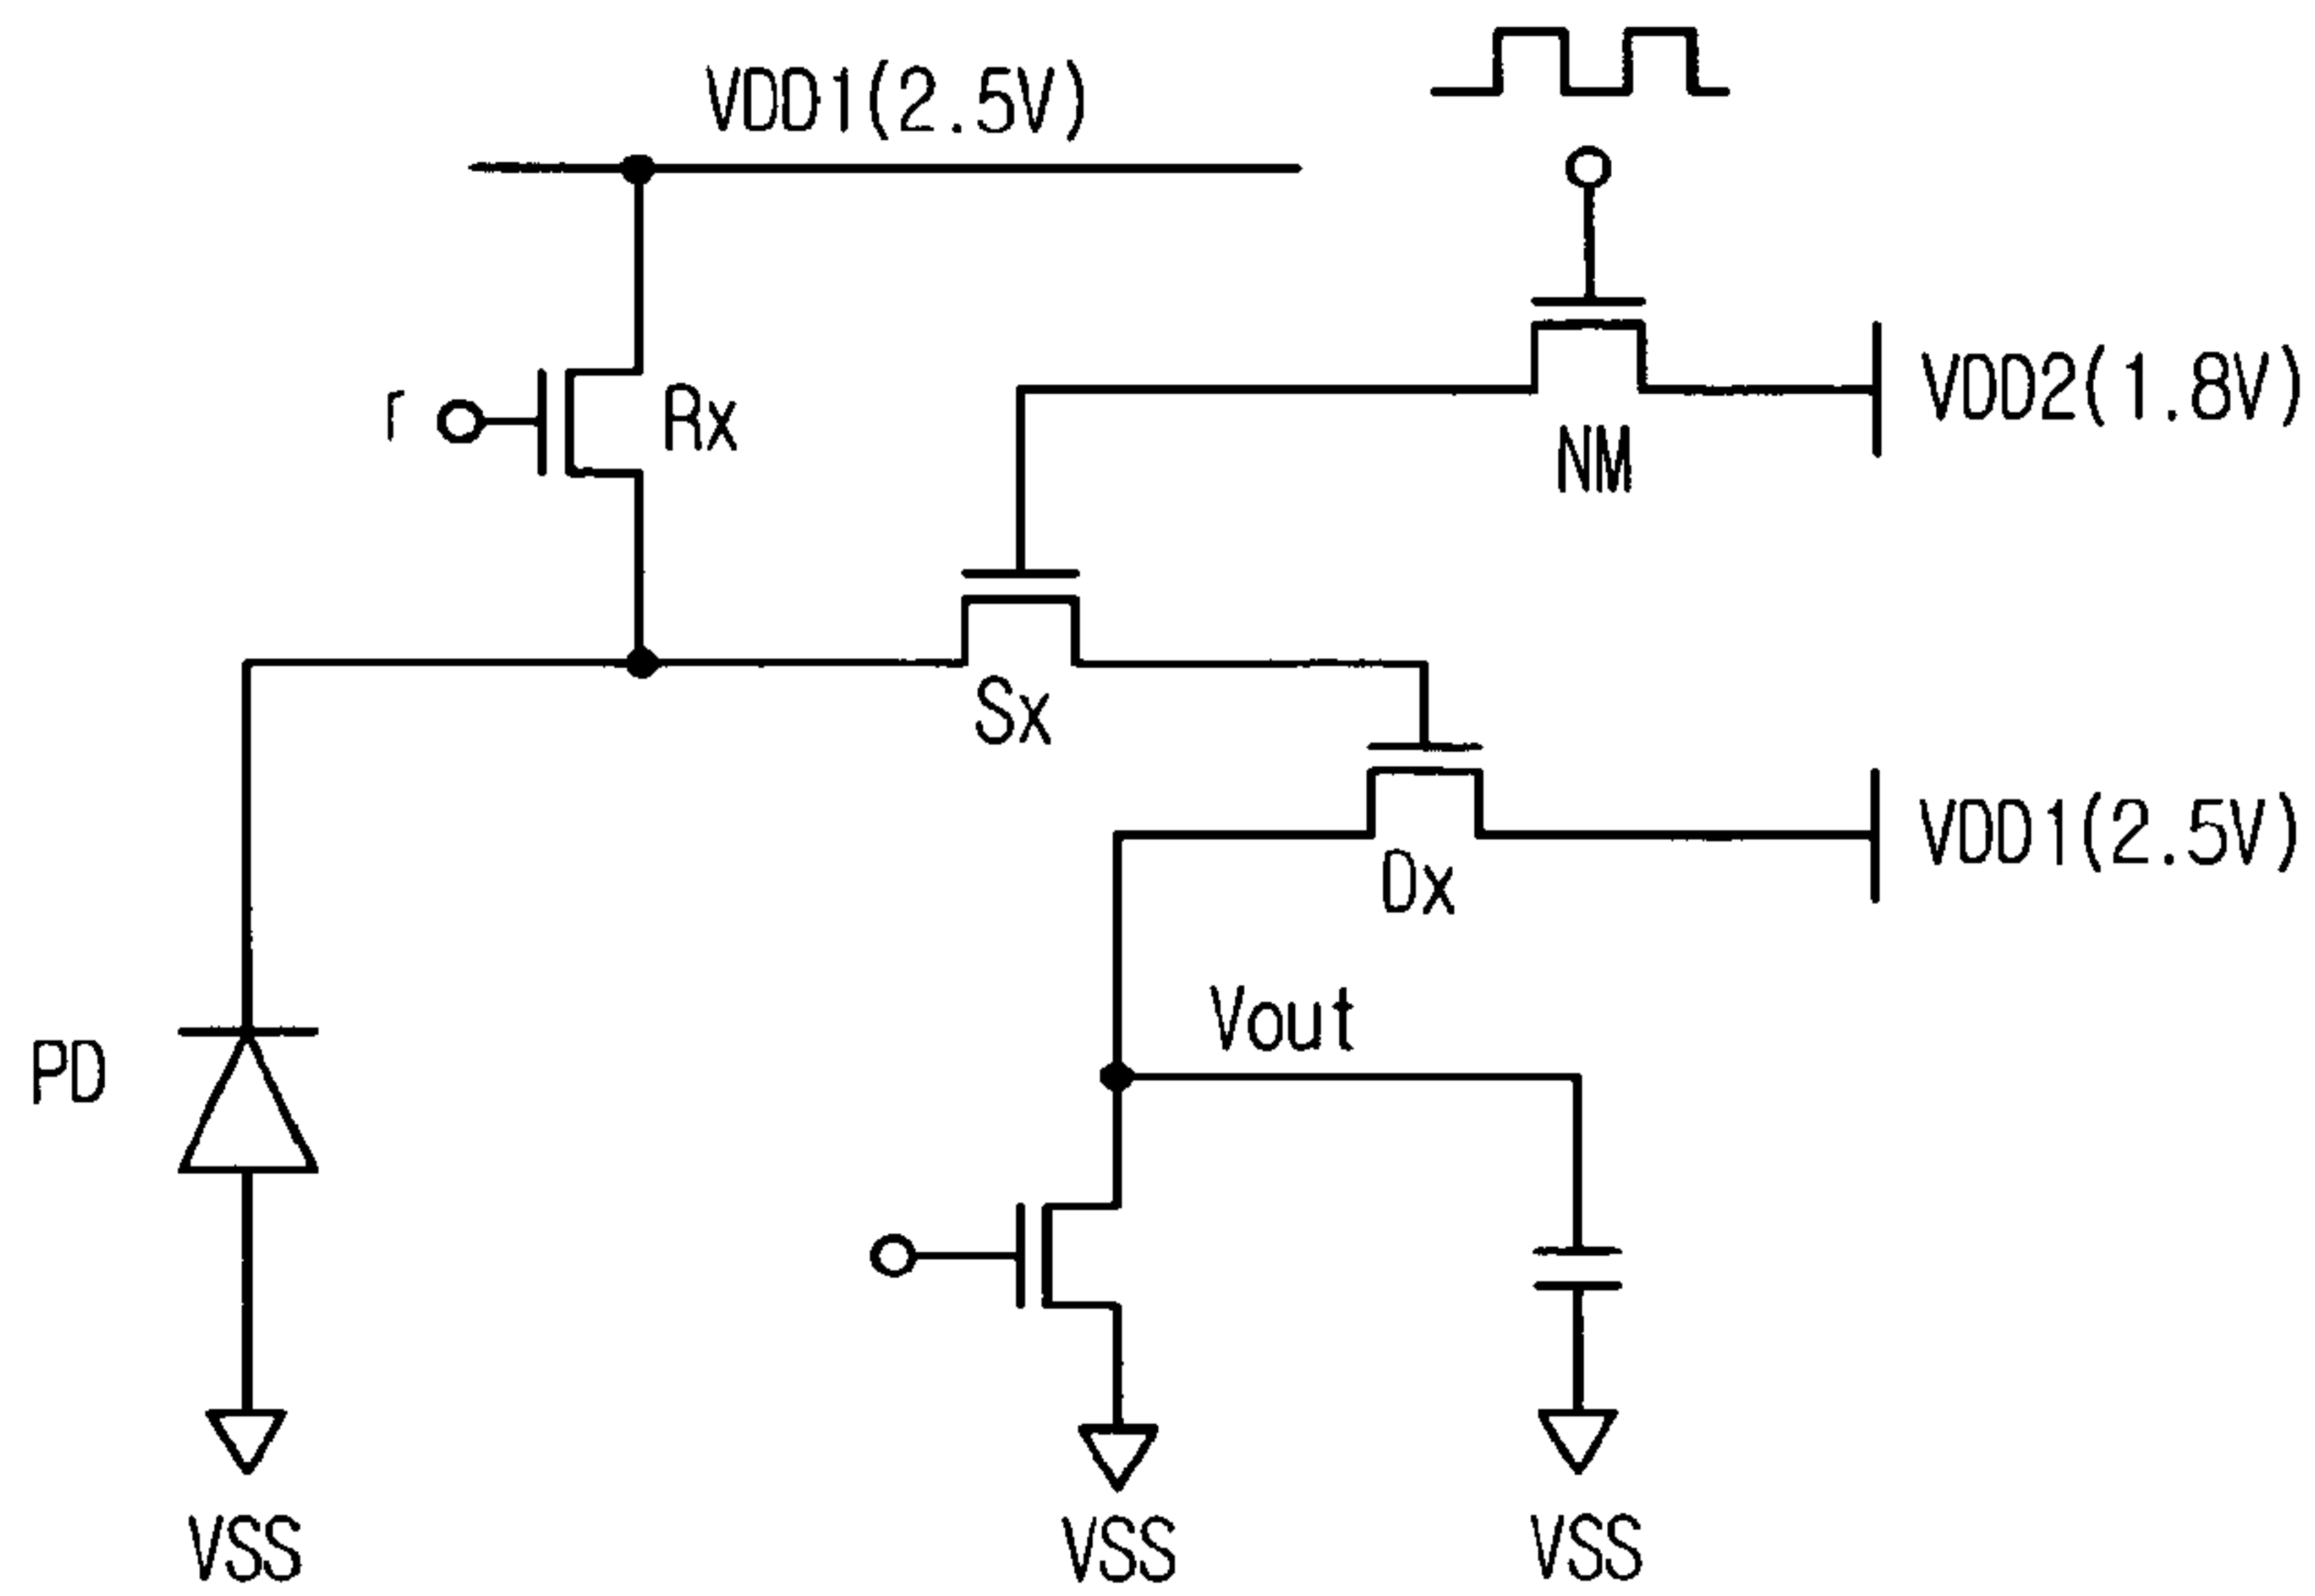 VDD1(2.5V)
r
Rx
VDD2(1.8V)
NM
Sx
VDD1(2.5V)
Dx
Vout
PD
VSS
VSS
VSS